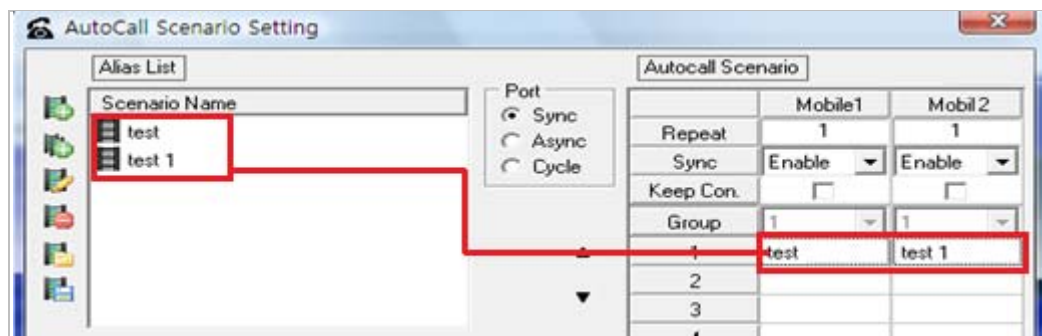 AutoCall Scenario Setting
Alias List
Scenario Name
test
test 1
Port
Sync
Async
Cycle
Autocall Scenario
Mobile1 Mobil 2
Repeat 1 1
Sync Enable Enable
Keep Con.
Group 1 1
1 test test 1
2
3